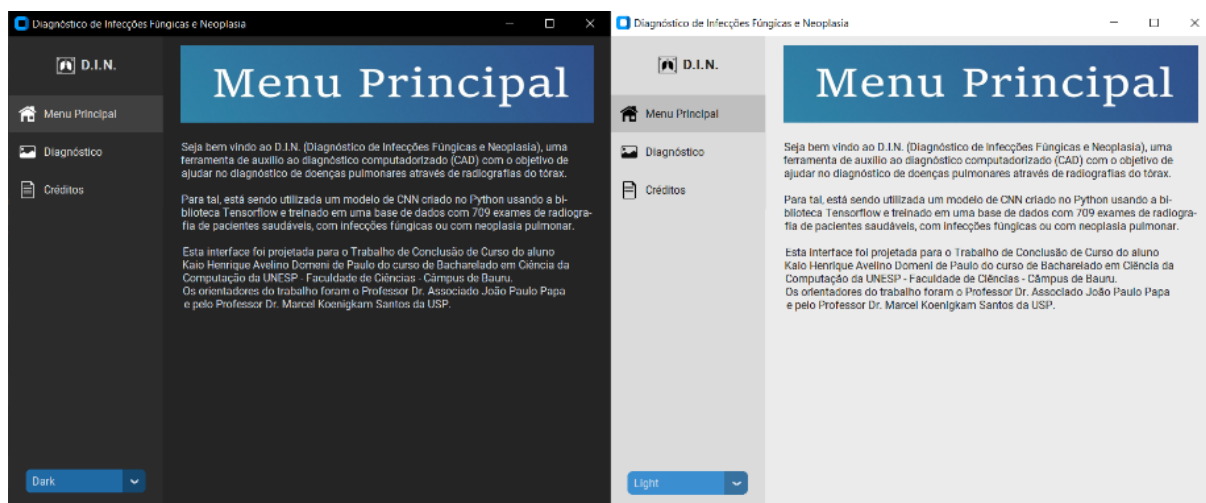 Diagnóstico de Infecções Fúngicas e Neoplasia
D.I.N.
Menu Principal
Diagnóstico
Créditos
Dark
Menu Principal
Seja bem vindo ao D.I.N. (Diagnóstico de Infecções Fúngicas e Neoplasia), uma
ferramenta de auxilio ao diagnóstico computadorizado (CAD) com o objetivo de
ajudar no diagnóstico de doenças pulmonares através de radiografias do tórax.
Para tal, está sendo utilizada um modelo de CNN criado no Python usando a bi-
blioteca Tensorflow e treinado em uma base de dados com 709 exames de radiogra-
fia de pacientes saudáveis, com infecções fúngicas ou com neoplasia pulmonar.
Esta interface foi projetada para o Trabalho de Conclusão de Curso do aluno
Kaio Henrique Avelino Domeni de Paulo do curso de Bacharelado em Ciência da
Computação da UNESP - Faculdade de Ciências - Câmpus de Bauru.
Os orientadores do trabalho foram o Professor Dr. Associado João Paulo Papa
e pelo Professor Dr. Marcel Koenigkam Santos da USP.
Diagnóstico de Infecções Fúngicas e Neoplasia
D.I.N.
Menu Principal
Diagnóstico
Créditos
Light
Menu Principal
Seja bem vindo ao D.I.N. (Diagnóstico de Infecções Fúngicas e Neoplasia), uma
ferramenta de auxilio ao diagnóstico computadorizado (CAD) com o objetivo de
ajudar no diagnóstico de doenças pulmonares através de radiografias do tórax.
Para tal, está sendo utilizada um modelo de CNN criado no Python usando a bi-
blioteca Tensorflow e treinado em uma base de dados com 709 exames de radiogra-
fia de pacientes saudáveis, com infecções fúngicas ou com neoplasia pulmonar.
Esta interface foi projetada para o Trabalho de Conclusão de Curso do aluno
Kaio Henrique Avelino Domeni de Paulo do curso de Bacharelado em Ciência da
Computação da UNESP - Faculdade de Ciências - Câmpus de Bauru.
Os orientadores do trabalho foram o Professor Dr. Associado João Paulo Papa
e pelo Professor Dr. Marcel Koenigkam Santos da USP.